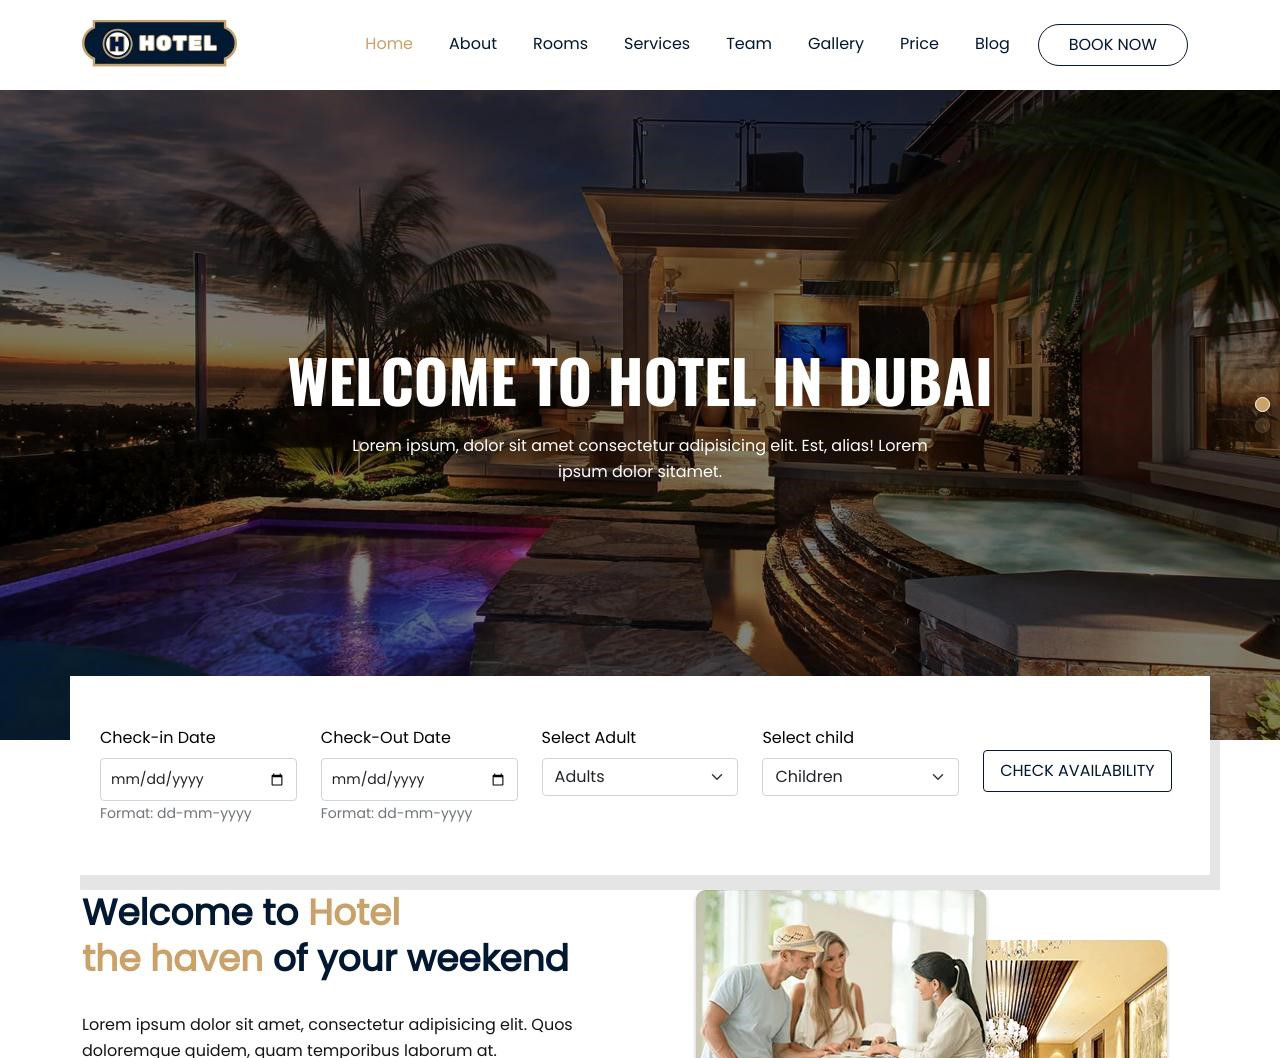 H HOTEL
Home About Rooms Services Team Gallery Price Blog BOOK NOW
WELCOME TO HOTEL IN DUBAI
Lorem ipsum, dolor sit amet consectetur adipisicing elit. Est, alias! Lorem
ipsum dolor sitamet.
Check-in Date Check-Out Date Select Adult Select child
mm/dd/yyyy mm/dd/yyyy Adults Children CHECK AVAILABILITY
Format: dd-mm-yyyy Format: dd-mm-yyyy
Welcome to Hotel
the haven of your weekend
Lorem ipsum dolor sit amet, consectetur adipisicing elit. Quos
doloremque quidem, quam temporibus laborum at.